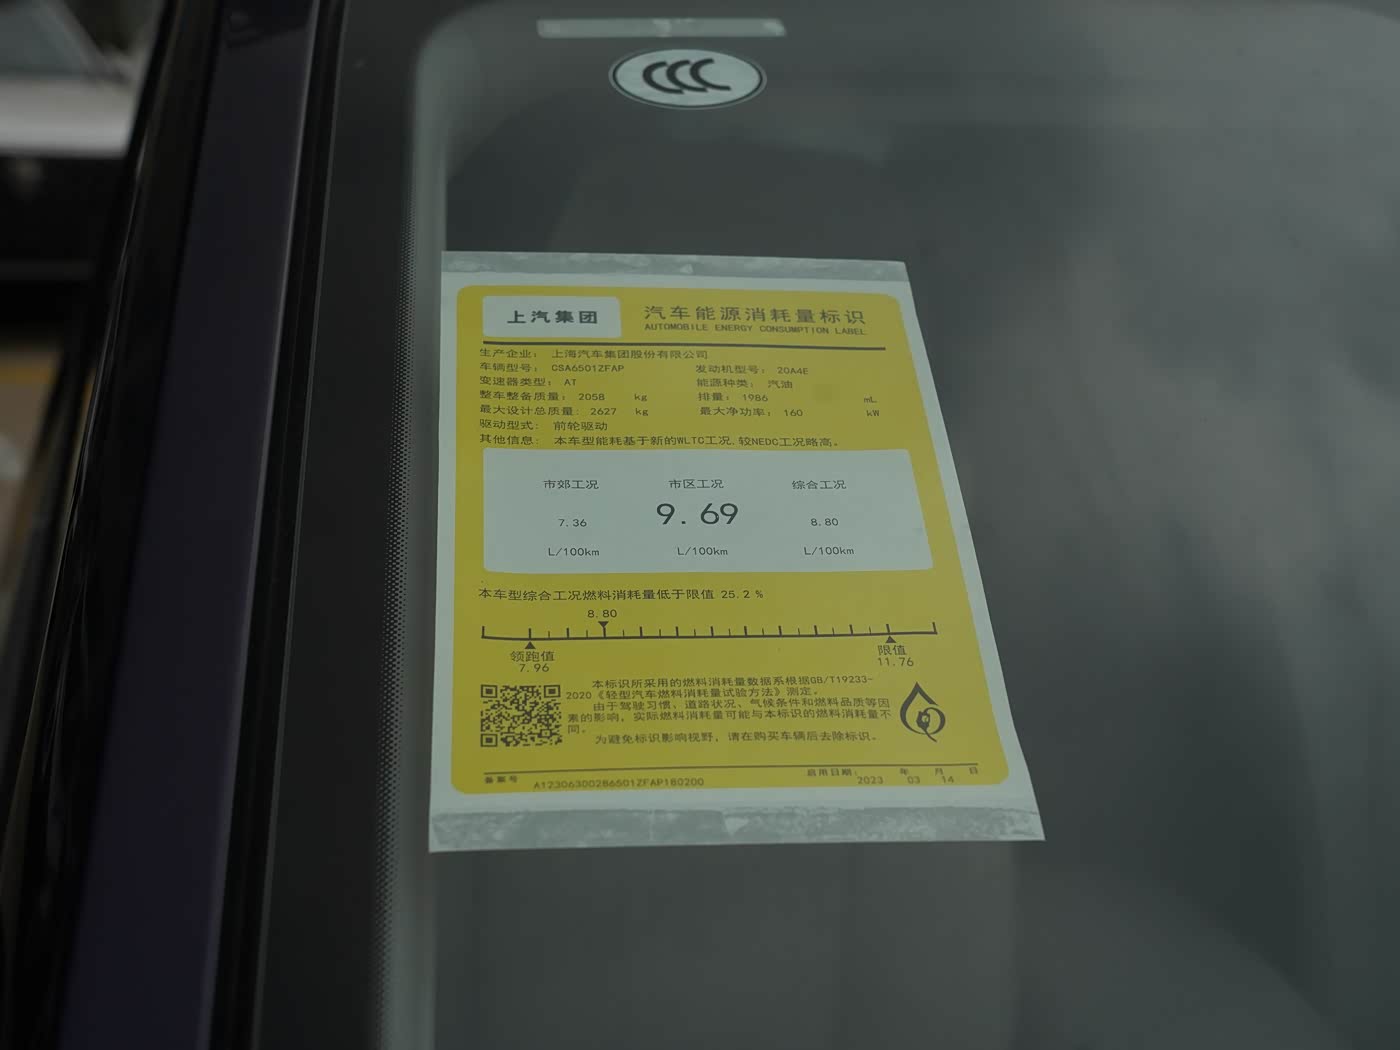 CCC
上汽集团
汽车能源消耗量标识
AUTOMOBILE ENERGY CONSUMPTION LABEL
生产企业： 上海汽车集团股份有限公司
车辆型号： CSA6501ZFAP 发动机型号： 20A4E
变速器类型： AT 能源种类： 汽油
整车整备质量： 2058 kg 排量： 1986 mL
最大设计总质量： 2627 kg 最大净功率： 160 kW
驱动型式： 前轮驱动
其他信息： 本车型能耗基于新的WLTC工况,较NEDC工况略高。
市郊工况 市区工况 综合工况
7.36 9.69 8.80
L/100km L/100km L/100km
本车型综合工况燃料消耗量低于限值 25.2 %
8.80
领跑值 限值
7.96 11.76
本标识所采用的燃料消耗量数据系根据GB/T19233-
2020《轻型汽车燃料消耗量试验方法》测定。
由于驾驶习惯、道路状况、气候条件和燃料品质等因
素的影响，实际燃料消耗量可能与本标识的燃料消耗量不
同。
为避免标识影响视野，请在购买车辆后去除标识。
备案号 A12306300286501ZFAP180200 启用日期： 2023 年 03 月 14 日